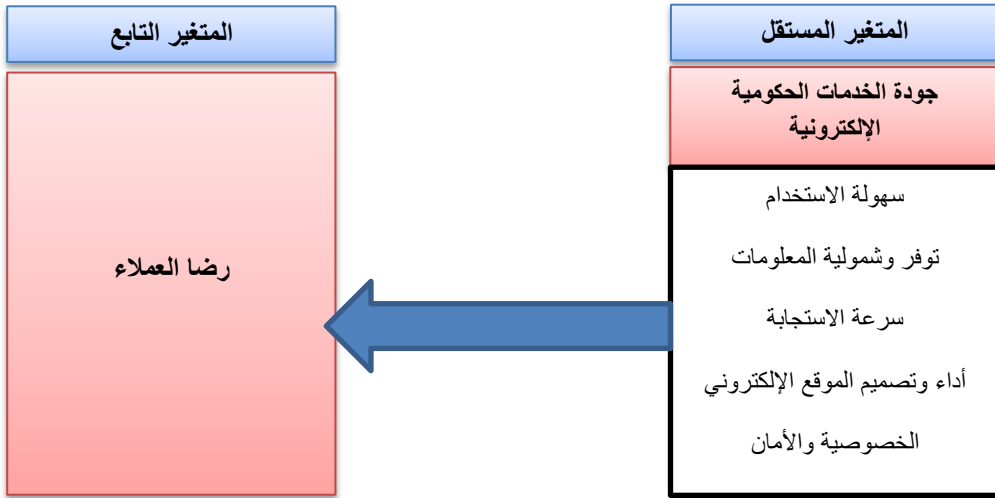 المتغير المستقل
جودة الخدمات الحكومية
الإلكترونية
سهولة الاستخدام
توفر وشمولية المعلومات
سرعة الاستجابة
أداء وتصميم الموقع الإلكتروني
الخصوصية والأمان
المتغير التابع
رضا العملاء